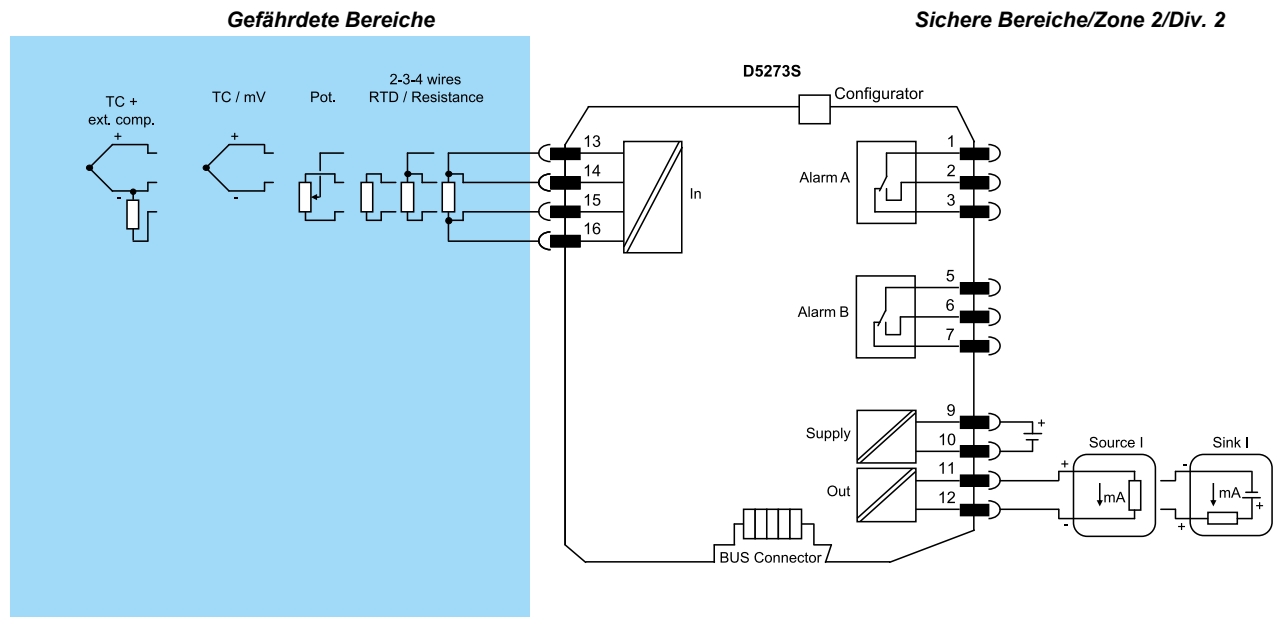 Gefährdete Bereiche
Sichere Bereiche/Zone 2/Div. 2
D5273S
Configurator
TC +
ext. comp.
+
-
TC / mV
+
-
Pot.
2-3-4 wires
RTD / Resistance
13
14
15
16
In
Alarm A
1
2
3
Alarm B
5
6
7
Supply
9
10
+
Out
11
12
Source I
+
mA
-
Sink I
-
mA
+
+
BUS Connector